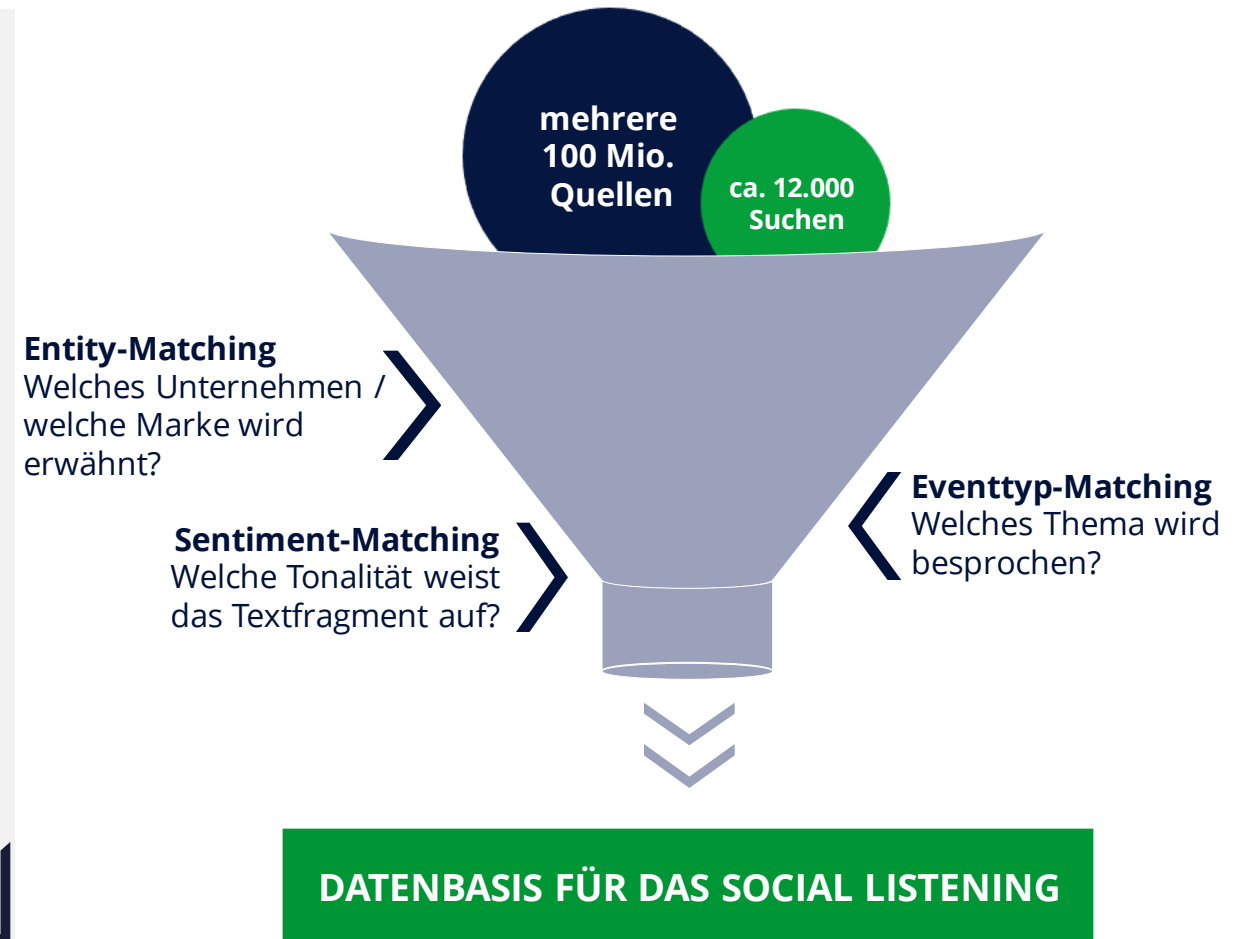 mehrere
100 Mio.
Quellen
ca. 12.000
Suchen
Entity-Matching
Welches Unternehmen /
welche Marke wird
erwähnt?
Eventtyp-Matching
Welches Thema wird
besprochen?
Sentiment-Matching
Welche Tonalität weist
das Textfragment auf?
DATENBASIS FÜR DAS SOCIAL LISTENING